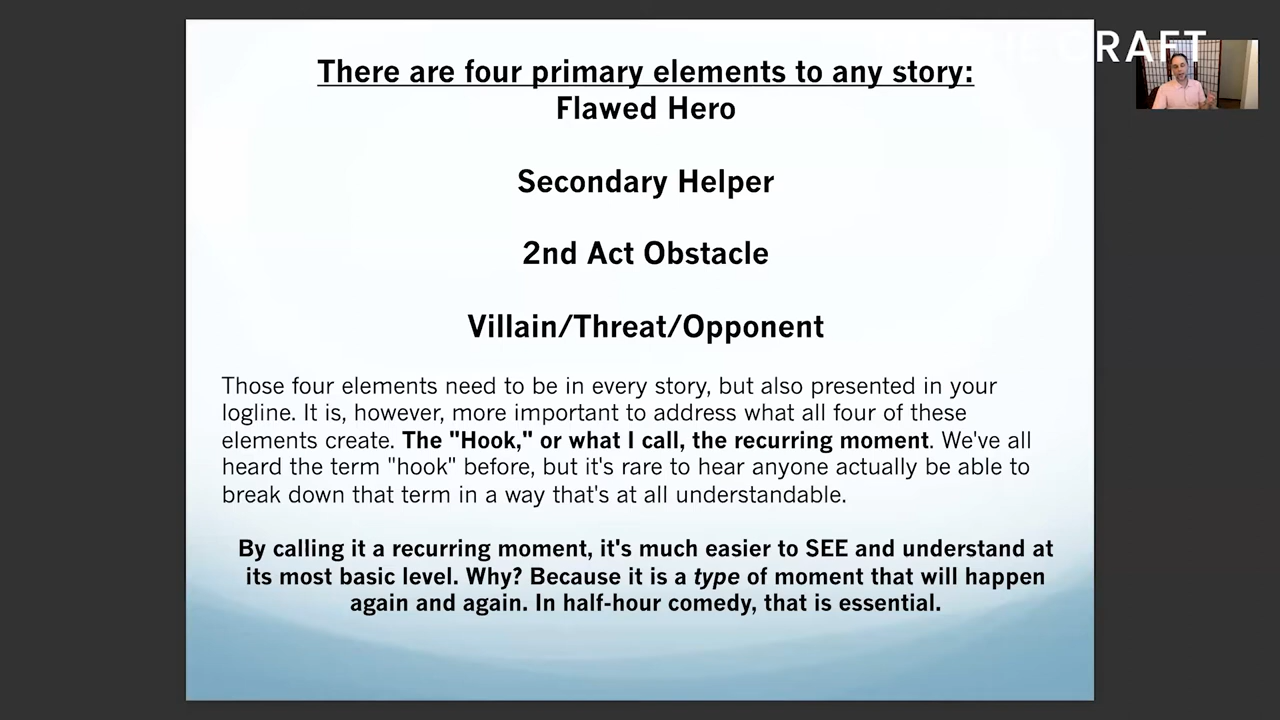 There are four primary elements to any story:
Flawed Hero
Secondary Helper
2nd Act Obstacle
Villain/Threat/Opponent
Those four elements need to be in every story, but also presented in your
logline. It is, however, more important to address what all four of these
elements create. The "Hook," or what I call, the recurring moment. We've all
heard the term "hook" before, but it's rare to hear anyone actually be able to
break down that term in a way that's at all understandable.
By calling it a recurring moment, it's much easier to SEE and understand at
its most basic level. Why? Because it is a type of moment that will happen
again and again. In half-hour comedy, that is essential.